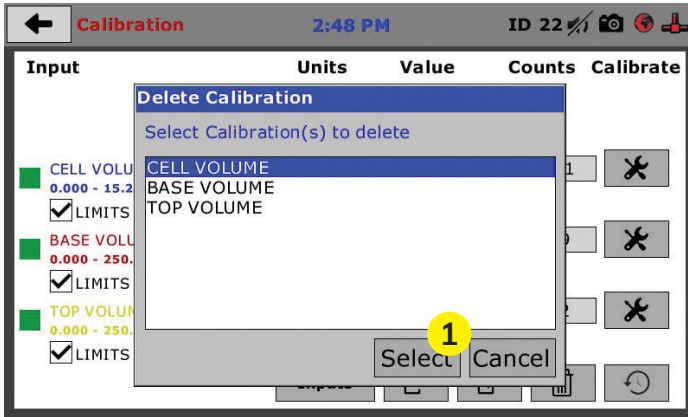 Calibration 2:48 PM ID 22
Input Units Value Counts Calibrate
Delete Calibration
Select Calibration(s) to delete
CELL VOLUME
BASE VOLUME
TOP VOLUME
CELL VOLU 1
0.000 - 15.2
LIMITS
BASE VOLU
0.000 - 250.
LIMITS
TOP VOLUM
0.000 - 250.
LIMITS
1
Select Cancel